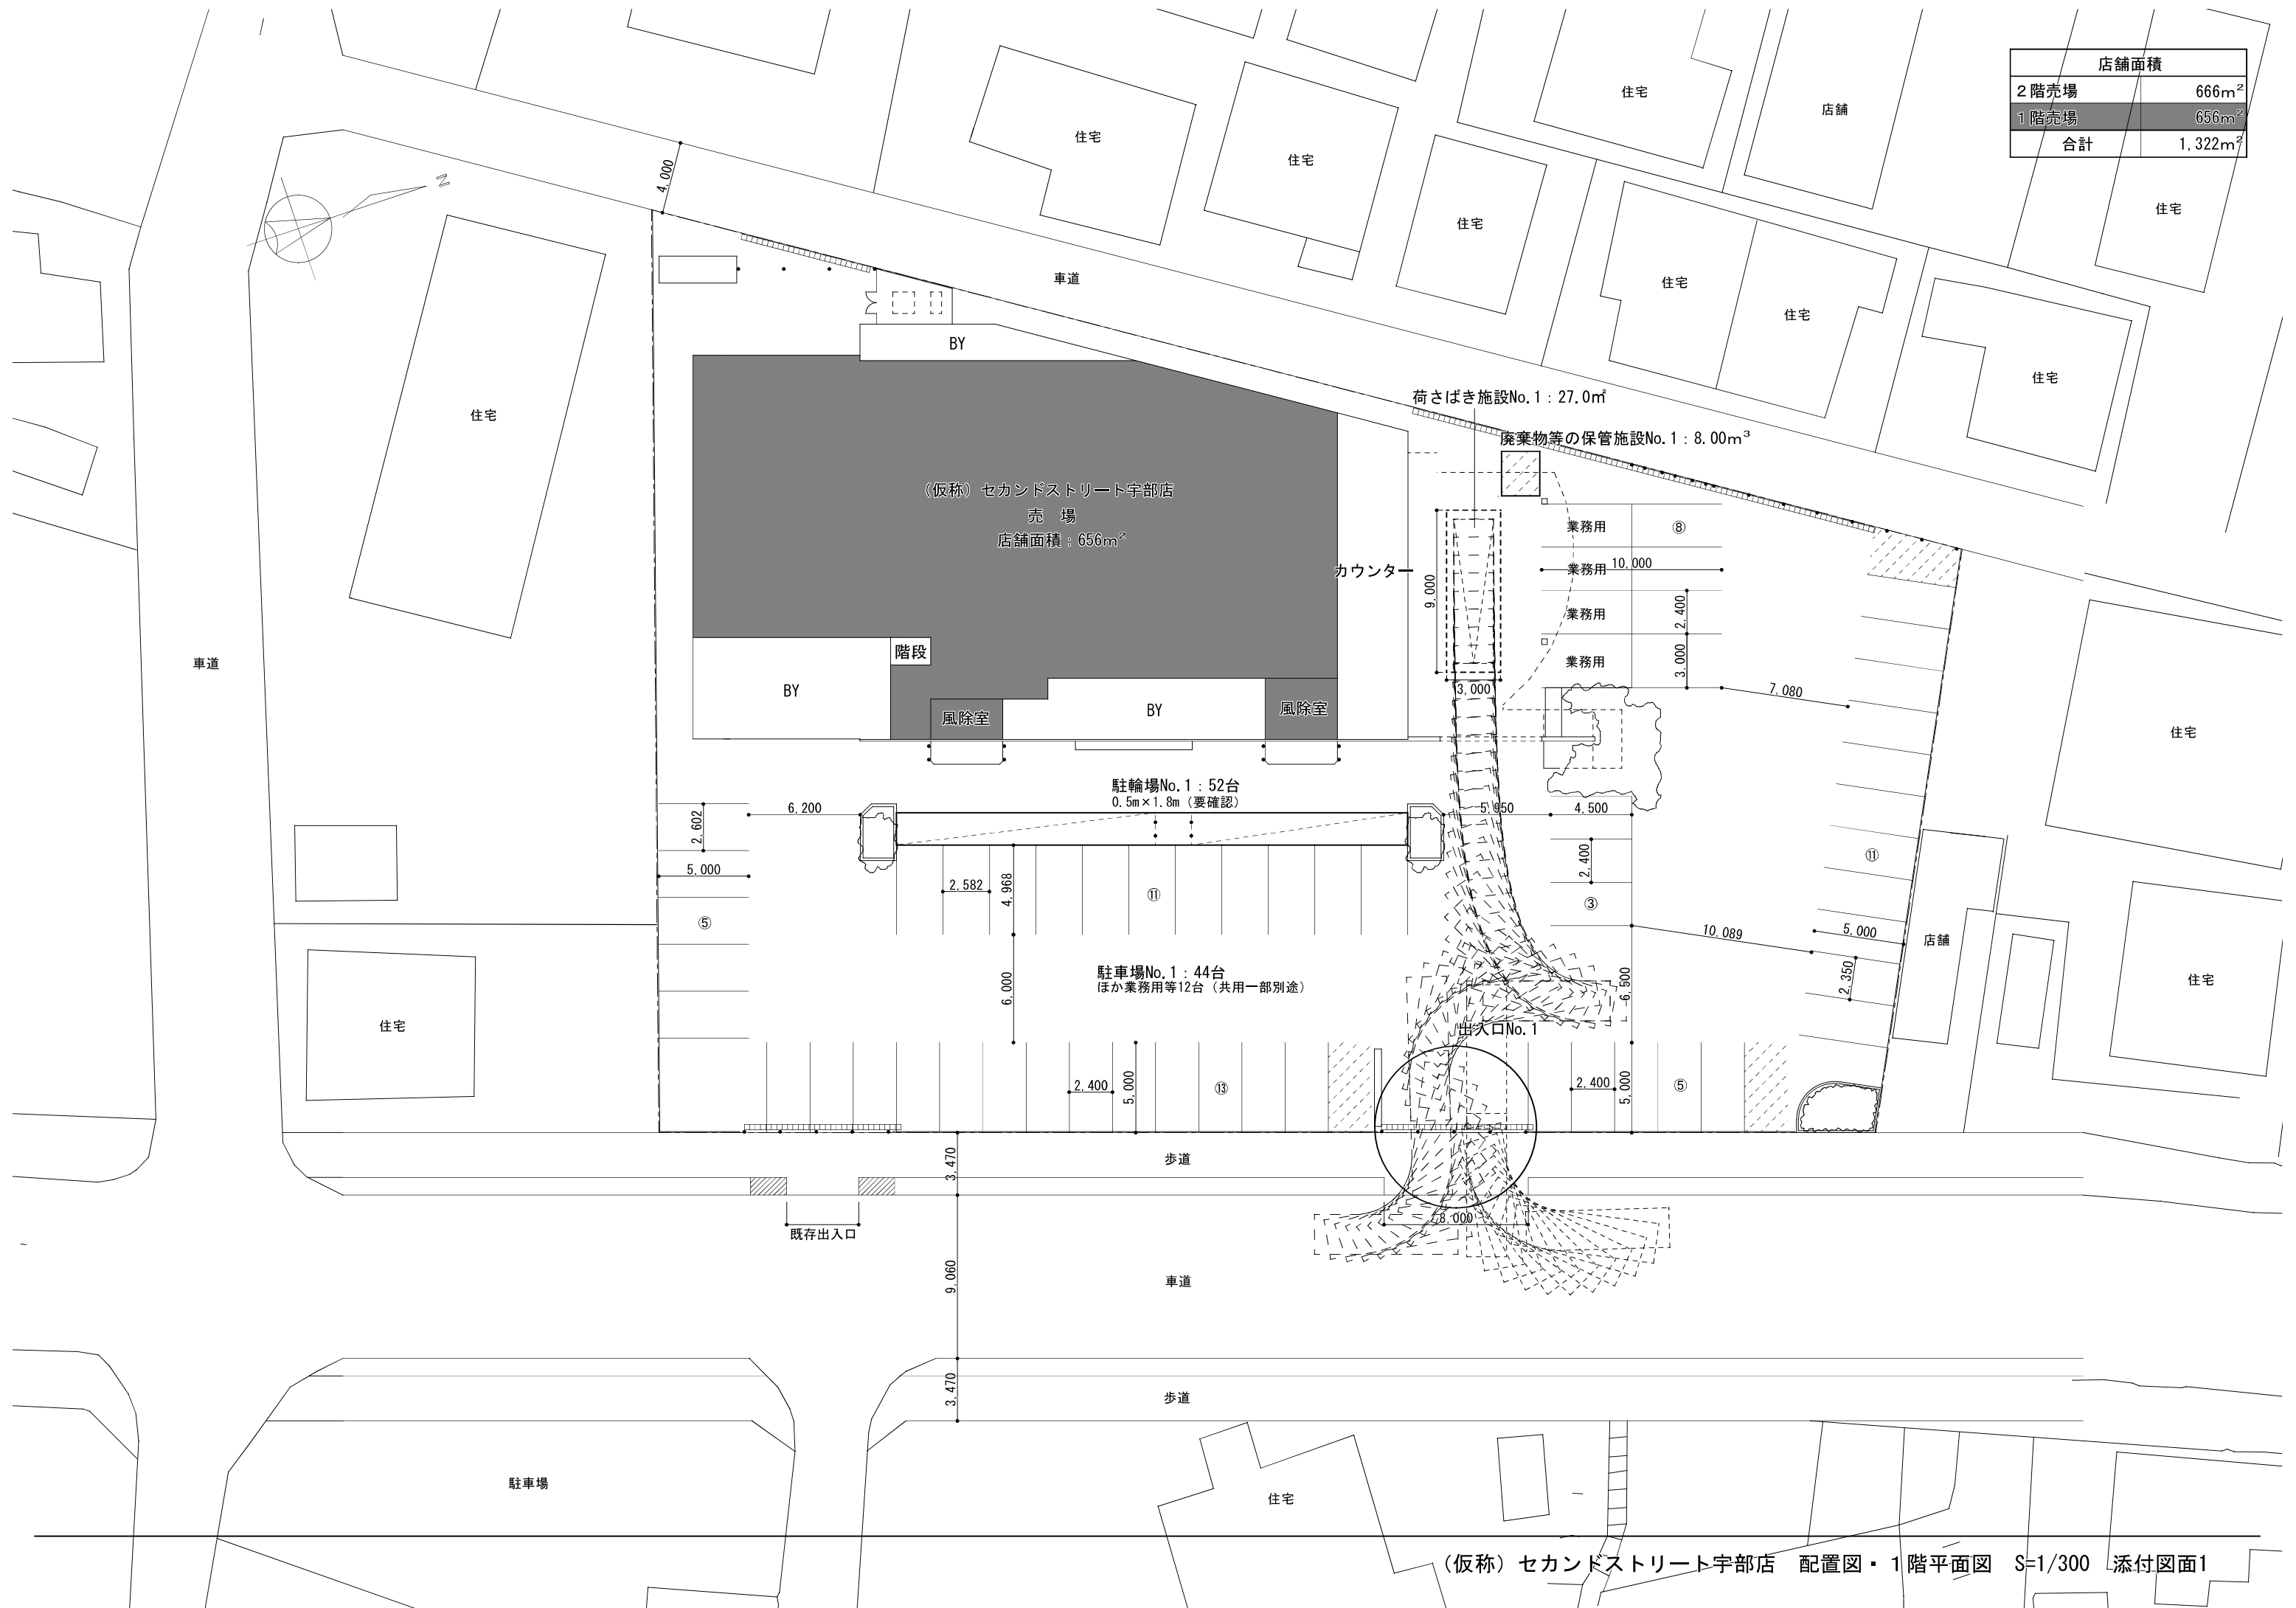 店舗面積
２階売場 666m²
１階売場 656m²
合計 1,322m²
住宅
店舗
住宅
住宅
住宅
住宅
住宅
住宅
住宅
4,000
N
車道
BY
住宅
荷さばき施設No.1：27.0㎡
廃棄物等の保管施設No.1：8.00m³
（仮称）セカンドストリート宇部店
売　場
店舗面積：656m²
カウンター
業務用
⑧
業務用
10,000
業務用
業務用
9,000
2,400
3,000
3,000
7,080
車道
階段
BY
風除室
BY
風除室
住宅
駐輪場No.1：52台
0.5m×1.8m（要確認）
6,200
5,950
4,500
2,602
5,000
2,582
4,968
⑪
⑤
2,400
③
⑪
10,089
5,000
2,350
店舗
住宅
住宅
駐車場No.1：44台
ほか業務用等12台（共用一部別途）
6,000
6,500
出入口No.1
2,400
5,000
⑬
2,400
5,000
⑤
3,470
歩道
既存出入口
8,000
9,060
車道
3,470
歩道
駐車場
住宅
（仮称）セカンドストリート宇部店　配置図・１階平面図　S=1/300　添付図面1